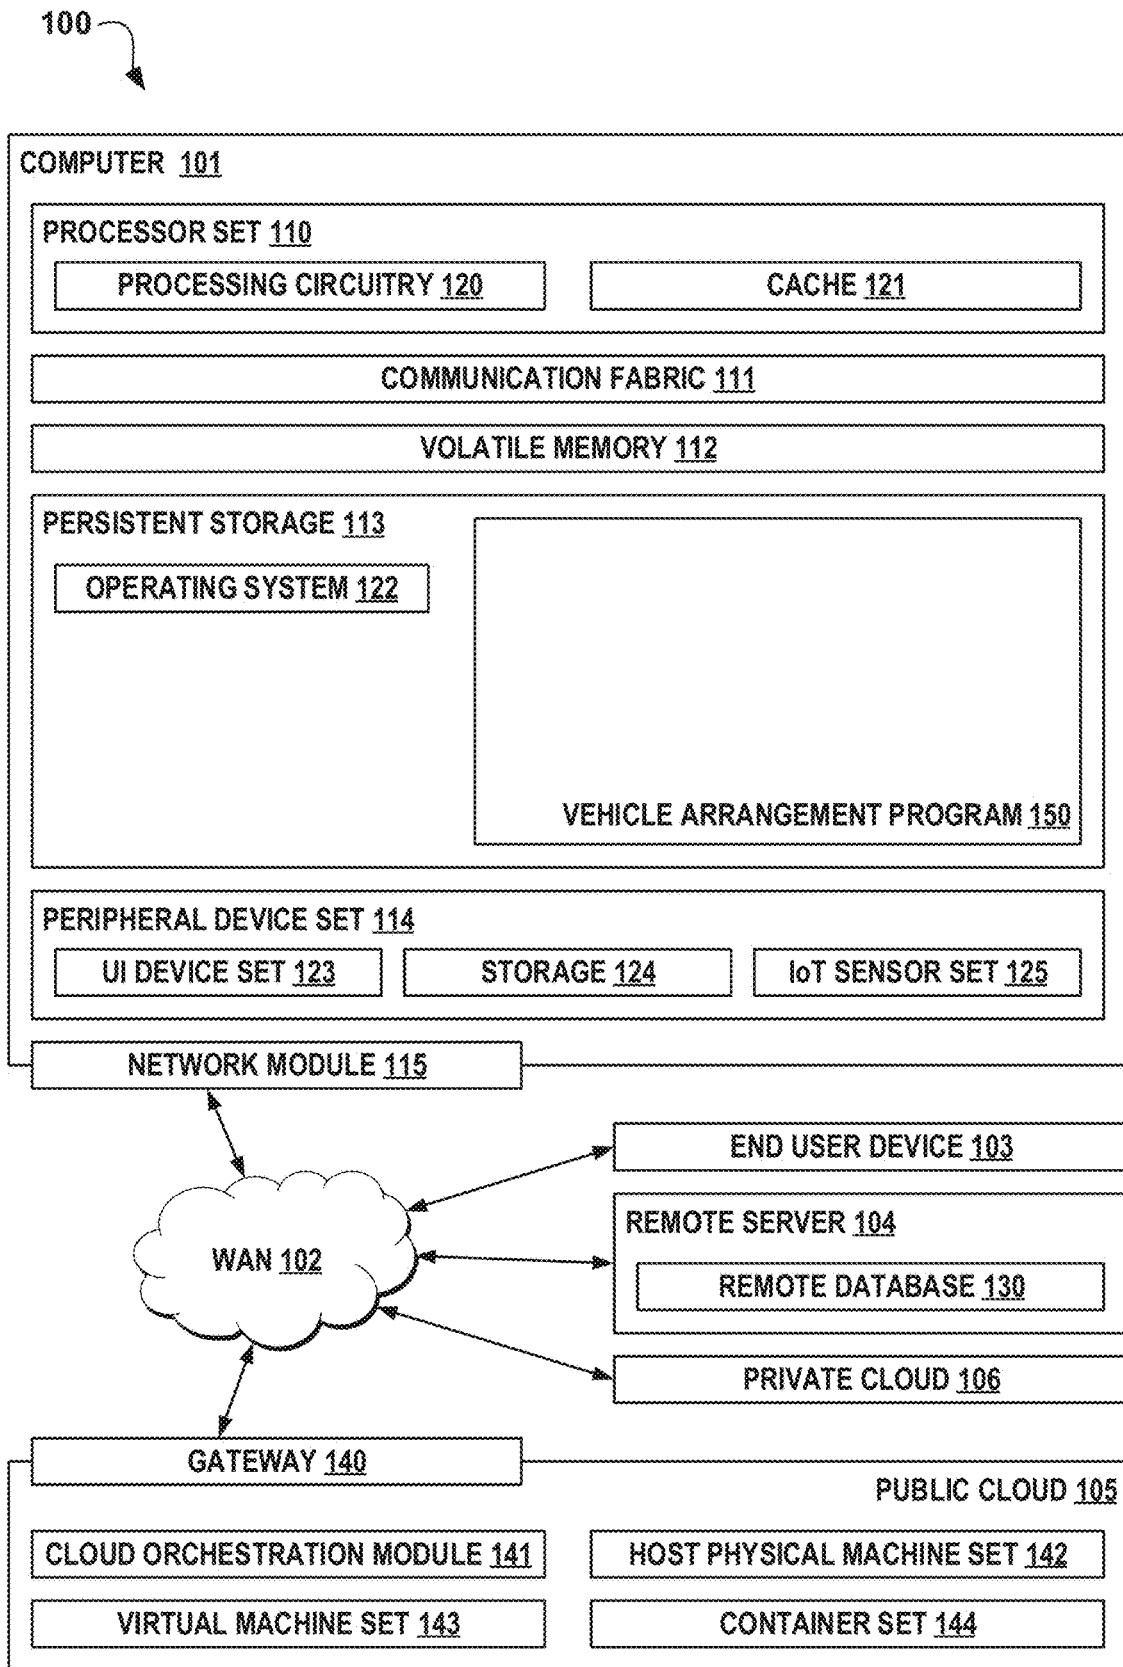 100
COMPUTER 101
PROCESSOR SET 110
PROCESSING CIRCUITRY 120
CACHE 121
COMMUNICATION FABRIC 111
VOLATILE MEMORY 112
PERSISTENT STORAGE 113
OPERATING SYSTEM 122
VEHICLE ARRANGEMENT PROGRAM 150
PERIPHERAL DEVICE SET 114
UI DEVICE SET 123
STORAGE 124
IoT SENSOR SET 125
NETWORK MODULE 115
END USER DEVICE 103
REMOTE SERVER 104
WAN 102
REMOTE DATABASE 130
PRIVATE CLOUD 106
GATEWAY 140
PUBLIC CLOUD 105
CLOUD ORCHESTRATION MODULE 141
HOST PHYSICAL MACHINE SET 142
VIRTUAL MACHINE SET 143
CONTAINER SET 144